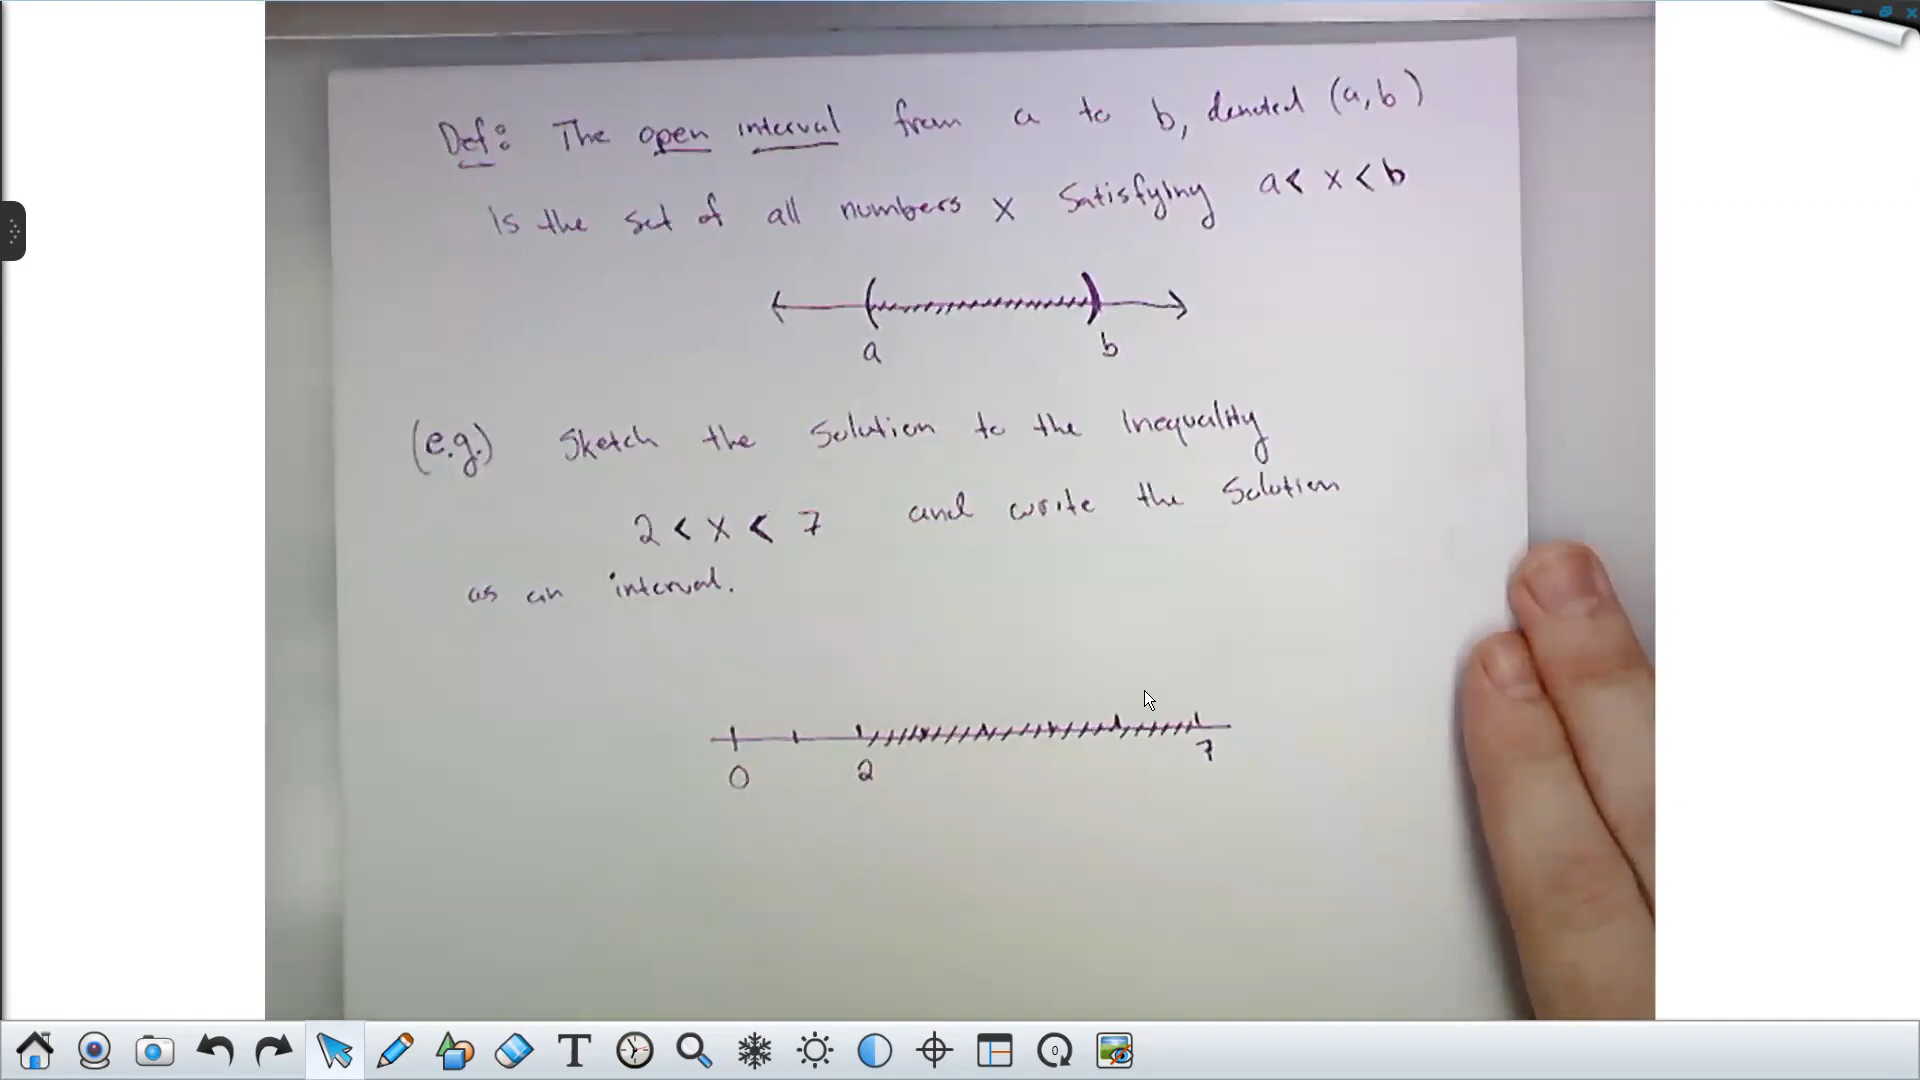 Def: The open interval from a to b, denoted (a,b)
is the set of all numbers x satisfying a < x < b
a b
(e.g.) Sketch the solution to the inequality
2 < x < 7 and write the solution
as an interval.
0 2 7
T
0